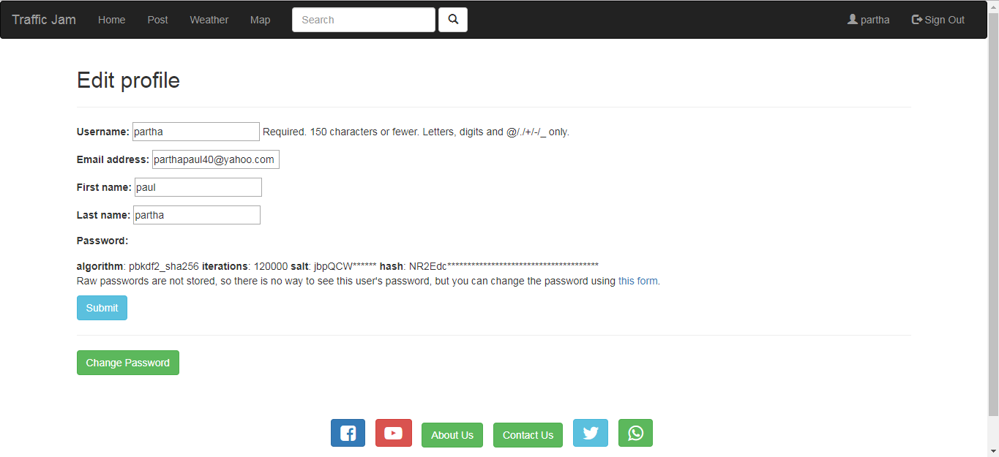 Traffic Jam Home Post Weather Map Search partha Sign Out
Edit profile
Username: partha Required. 150 characters or fewer. Letters, digits and @/./+/-/_ only.
Email address: parthapaul40@yahoo.com
First name: paul
Last name: partha
Password:
algorithm: pbkdf2_sha256 iterations: 120000 salt: jbpQCW****** hash: NR2Edc**************************************
Raw passwords are not stored, so there is no way to see this user's password, but you can change the password using this form.
Submit
Change Password
About Us Contact Us